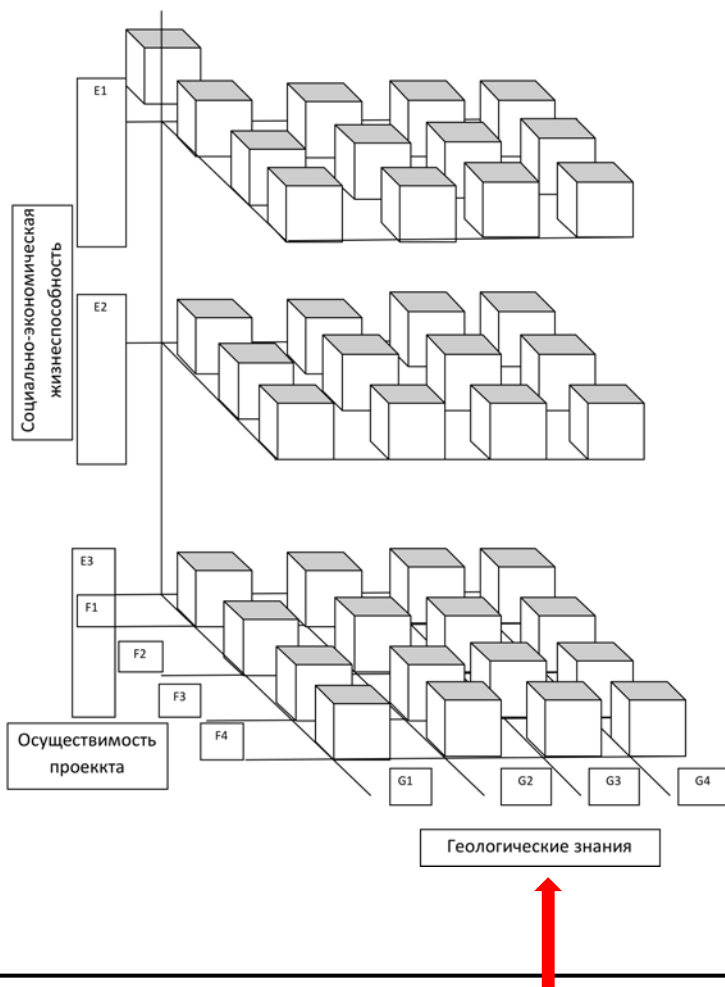 E1
Социально-экономическая
жизнеспособность
E2
E3
F1
F2
F3
F4
Осуществимость
проеккта
G1
G2
G3
G4
Геологические знания